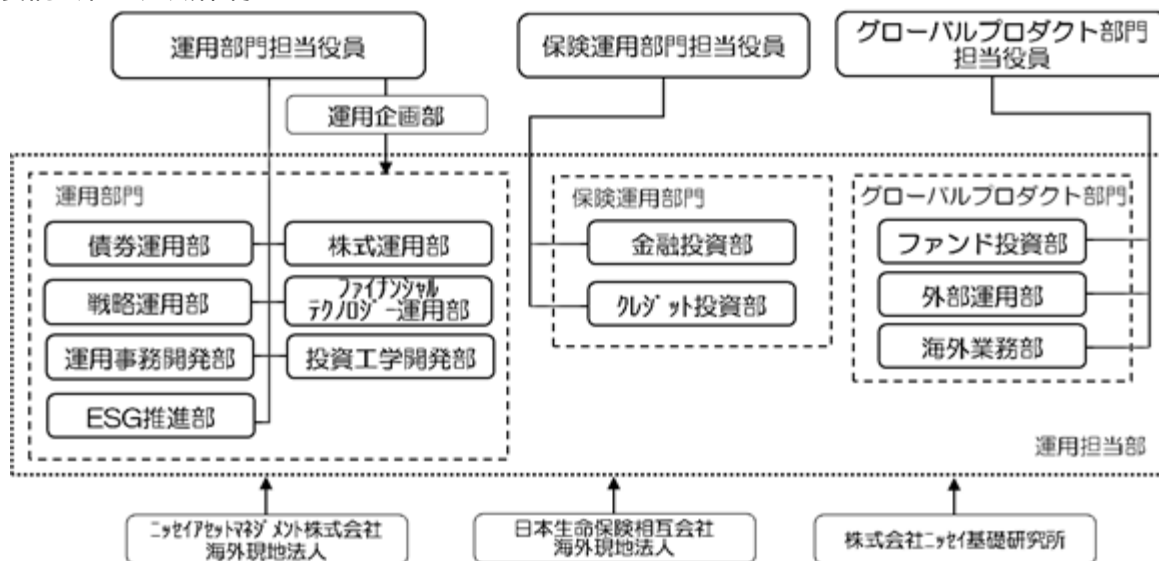 運用部門担当役員
保険運用部門担当役員
グローバルプロダクト部門
担当役員
運用企画部
運用部門
債券運用部
株式運用部
戦略運用部
ファイナンシャル
テクノロジー運用部
運用事務開発部
投資工学開発部
ESG推進部
保険運用部門
金融投資部
クレジット投資部
グローバルプロダクト部門
ファンド投資部
外部運用部
海外業務部
運用担当部
ニッセイアセットマネジメント株式会社
海外現地法人
日本生命保険相互会社
海外現地法人
株式会社ニッセイ基礎研究所